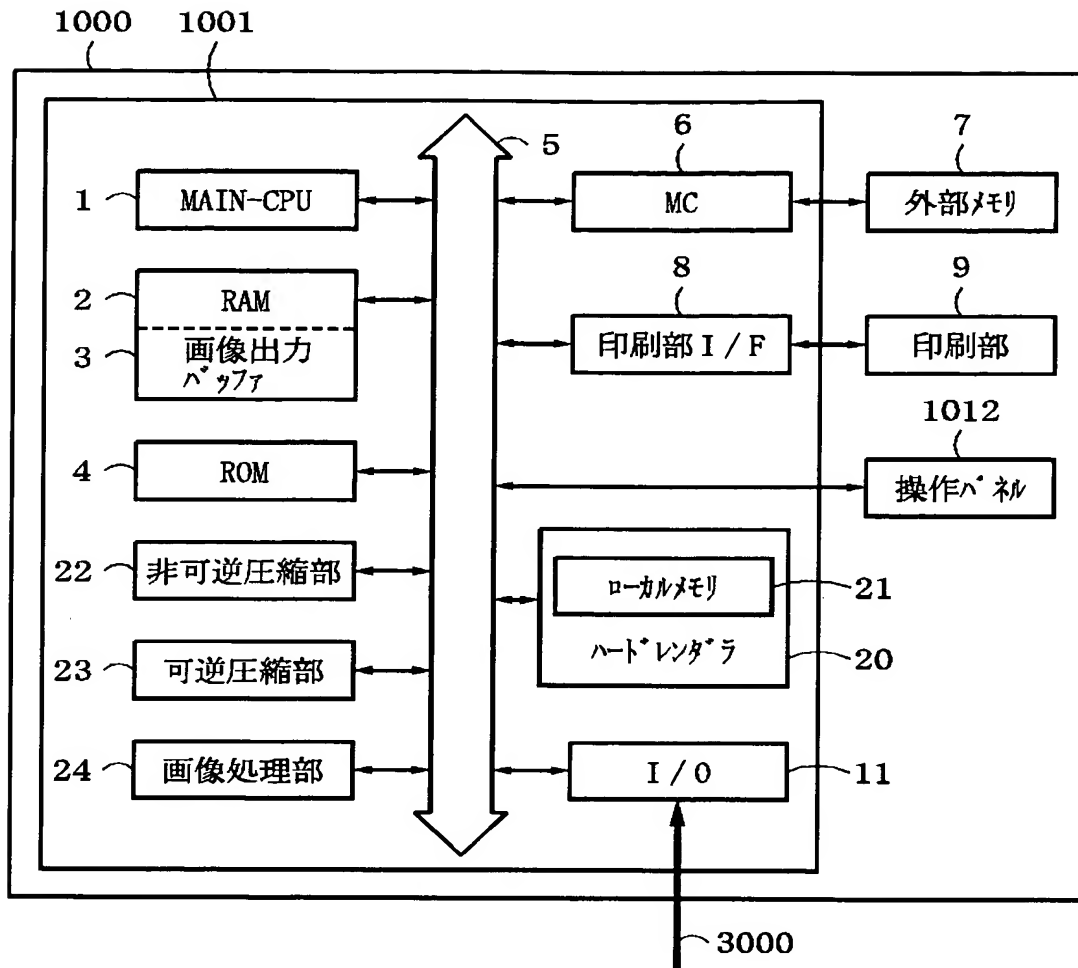 1000 1001
5
6
7
1 MAIN-CPU
MC
外部メモリ
2 RAM
8
9
3 画像出力
バッファ
印刷部I/F
印刷部
1012
4 ROM
操作パネル
22 非可逆圧縮部
ローカルメモリ 21
23 可逆圧縮部
ハードレンダラ 20
24 画像処理部
I/O 11
3000